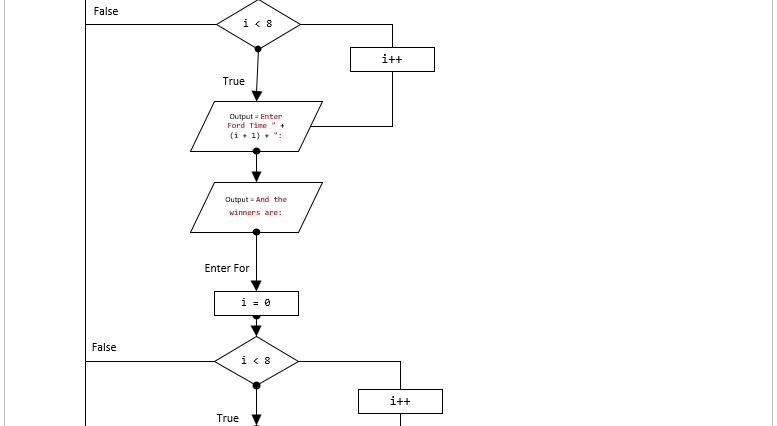 False
i < 8
i++
True
Output = Enter
Ford Time " +
(i + 1) + ":
Output = And the
winners are:
Enter For
i = 0
False
i < 8
i++
True